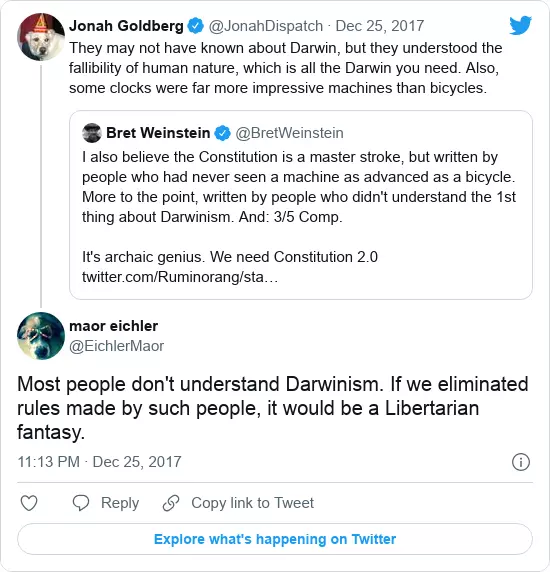 Jonah Goldberg @JonahDispatch · Dec 25, 2017
They may not have known about Darwin, but they understood the
fallibility of human nature, which is all the Darwin you need. Also,
some clocks were far more impressive machines than bicycles.
Bret Weinstein @BretWeinstein
I also believe the Constitution is a master stroke, but written by
people who had never seen a machine as advanced as a bicycle.
More to the point, written by people who didn't understand the 1st
thing about Darwinism. And: 3/5 Comp.
It's archaic genius. We need Constitution 2.0
twitter.com/Ruminorang/sta…
maor eichler
@EichlerMaor
Most people don't understand Darwinism. If we eliminated
rules made by such people, it would be a Libertarian
fantasy.
11:13 PM · Dec 25, 2017
Reply Copy link to Tweet
Explore what's happening on Twitter